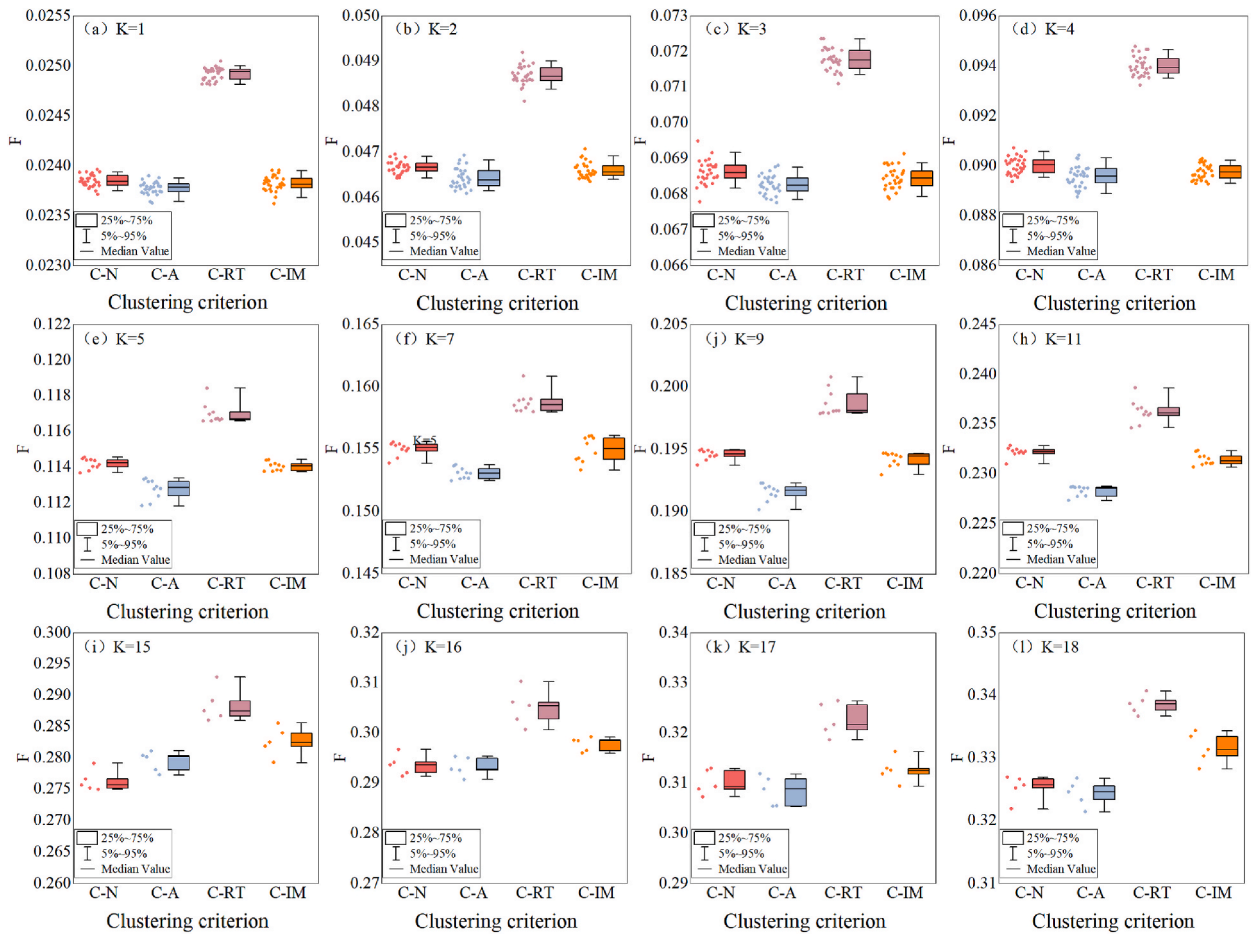 (a) K=1
0.0255
0.0250
0.0245
0.0240
0.0235
0.0230
F
25%~75%
5%~95%
Median Value
C-N C-A C-RT C-IM
Clustering criterion
(b) K=2
0.050
0.049
0.048
0.047
0.046
0.045
F
25%~75%
5%~95%
Median Value
C-N C-A C-RT C-IM
Clustering criterion
(c) K=3
0.073
0.072
0.070
0.069
0.068
0.066
F
25%~75%
5%~95%
Median Value
C-N C-A C-RT C-IM
Clustering criterion
(d) K=4
0.096
0.094
0.092
0.090
0.088
0.086
F
25%~75%
5%~95%
Median Value
C-N C-A C-RT C-IM
Clustering criterion
(e) K=5
0.122
0.120
0.118
0.116
0.114
0.112
0.110
0.108
F
25%~75%
5%~95%
Median Value
C-N C-A C-RT C-IM
Clustering criterion
(f) K=7
0.165
0.160
0.155
0.150
0.145
F
K=5
25%~75%
5%~95%
Median Value
C-N C-A C-RT C-IM
Clustering criterion
(j) K=9
0.205
0.200
0.195
0.190
0.185
F
25%~75%
5%~95%
Median Value
C-N C-A C-RT C-IM
Clustering criterion
(h) K=11
0.245
0.240
0.235
0.230
0.225
0.220
F
25%~75%
5%~95%
Median Value
C-N C-A C-RT C-IM
Clustering criterion
(i) K=15
0.300
0.295
0.290
0.285
0.280
0.275
0.270
0.265
0.260
F
25%~75%
5%~95%
Median Value
C-N C-A C-RT C-IM
Clustering criterion
(j) K=16
0.32
0.31
0.30
0.29
0.28
0.27
F
25%~75%
5%~95%
Median Value
C-N C-A C-RT C-IM
Clustering criterion
(k) K=17
0.34
0.33
0.32
0.31
0.30
0.29
F
25%~75%
5%~95%
Median Value
C-N C-A C-RT C-IM
Clustering criterion
(l) K=18
0.35
0.34
0.33
0.32
0.31
F
25%~75%
5%~95%
Median Value
C-N C-A C-RT C-IM
Clustering criterion